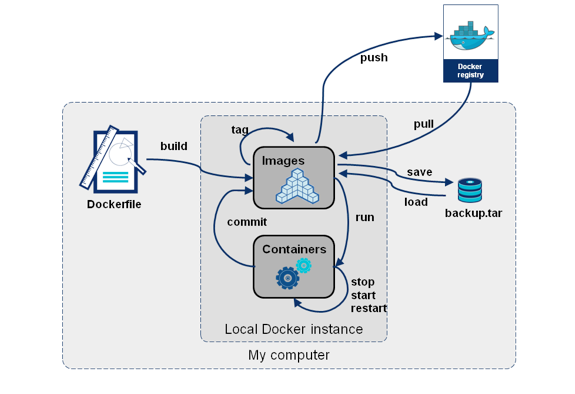 Docker
registry
push
pull
tag
build
Images
save
load
Dockerfile
backup.tar
commit
run
Containers
stop
start
restart
Local Docker instance
My computer